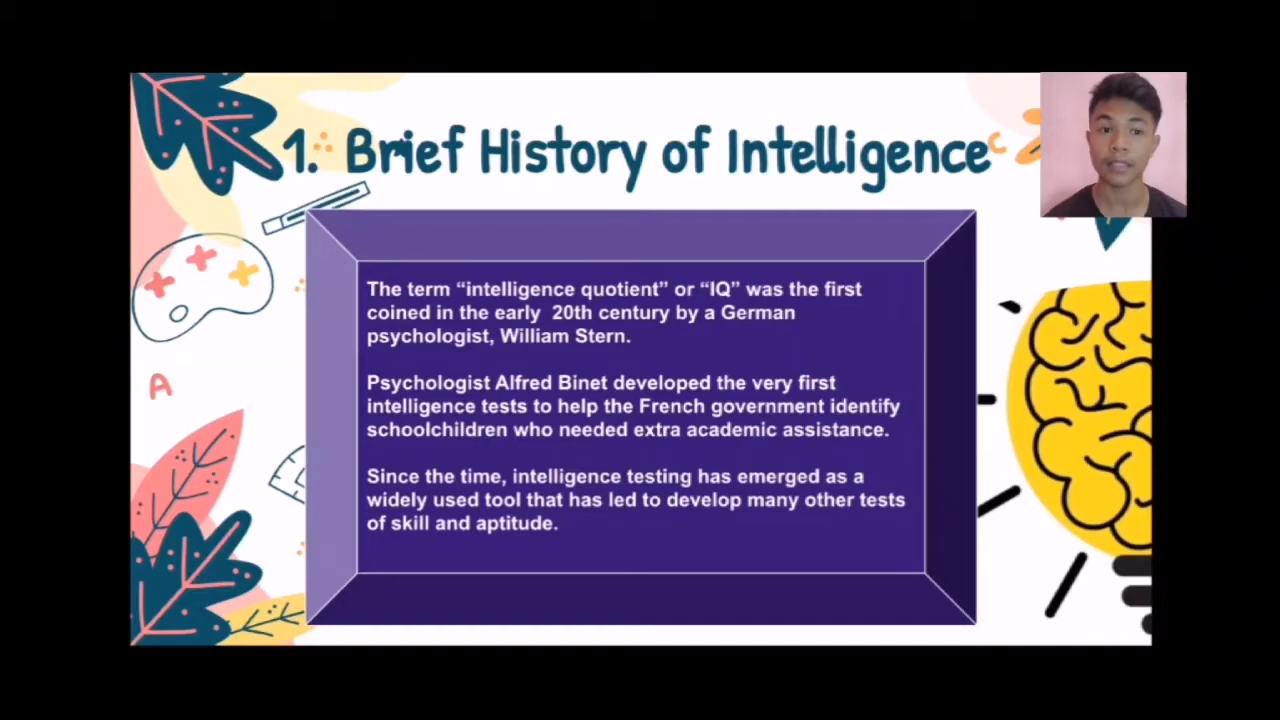 1. Brief History of Intelligence
The term “intelligence quotient” or “IQ” was the first
coined in the early 20th century by a German
psychologist, William Stern.
Psychologist Alfred Binet developed the very first
intelligence tests to help the French government identify
schoolchildren who needed extra academic assistance.
Since the time, intelligence testing has emerged as a
widely used tool that has led to develop many other tests
of skill and aptitude.
A
C